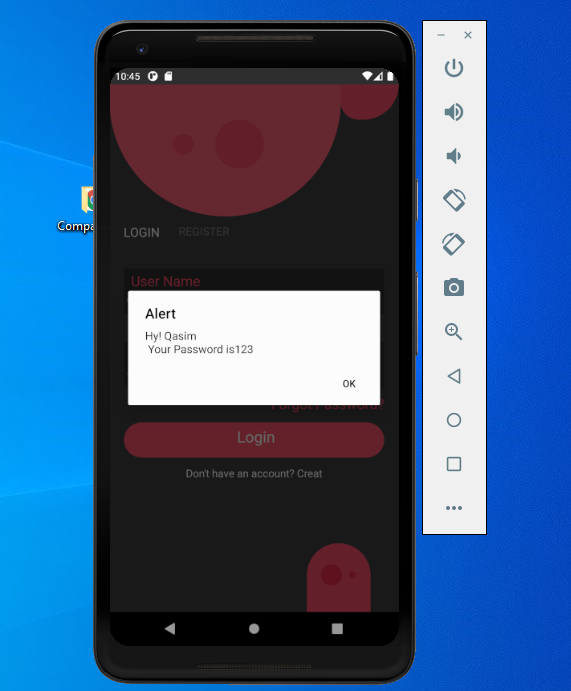 10:45
Compa
LOGIN REGISTER
User Name
Alert
Hy! Qasim
Your Password is123
OK
Forgot Password?
Login
Don't have an account? Creat